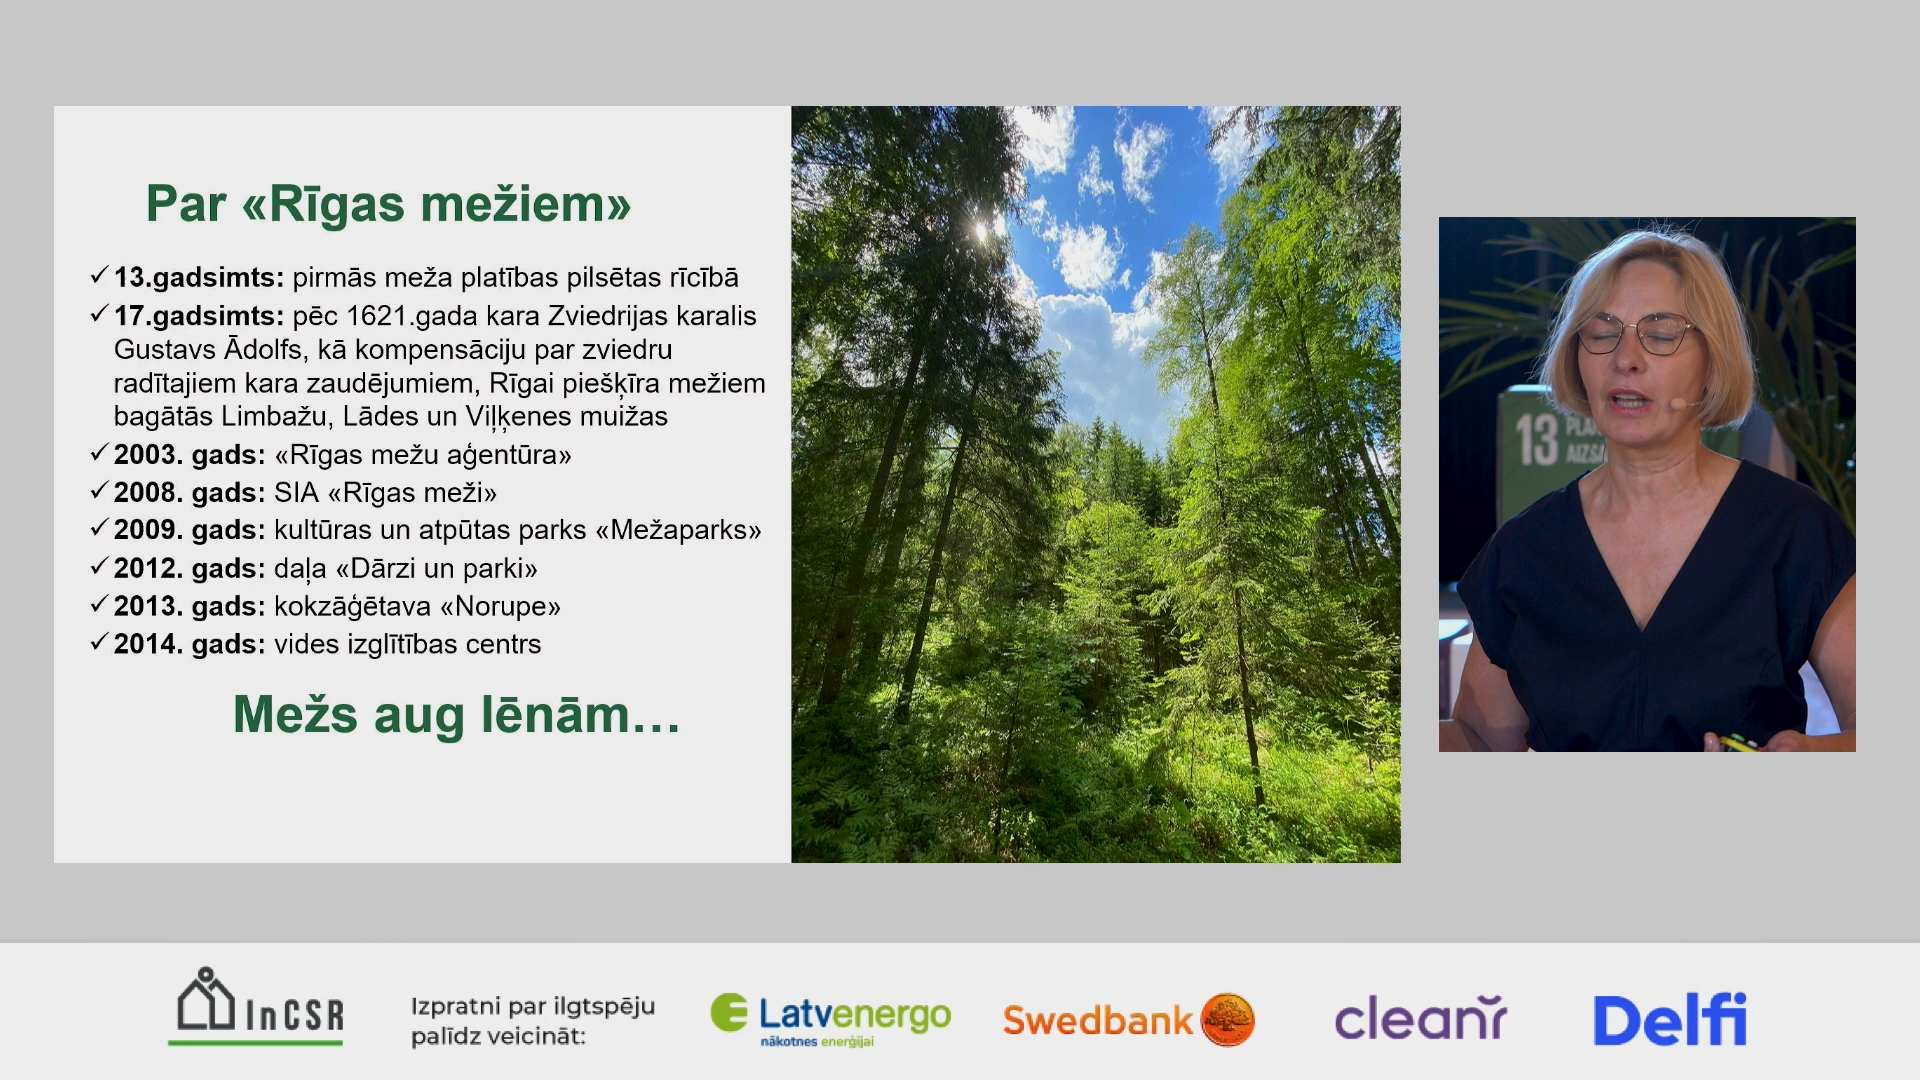 Par «Rīgas mežiem»
✓ 13.gadsimts: pirmās meža platības pilsētas rīcībā
✓ 17.gadsimts: pēc 1621.gada kara Zviedrijas karalis
Gustavs Ādolfs, kā kompensāciju par zviedru
radītajiem kara zaudējumiem, Rīgai piešķīra mežiem
bagātās Limbažu, Lādes un Viļķenes muižas
✓ 2003. gads: «Rīgas mežu aģentūra»
✓ 2008. gads: SIA «Rīgas meži»
✓ 2009. gads: kultūras un atpūtas parks «Mežaparks»
✓ 2012. gads: daļa «Dārzi un parki»
✓ 2013. gads: kokzāģētava «Norupe»
✓ 2014. gads: vides izglītības centrs
Mežs aug lēnām...
13
InCSR
Izpratni par ilgtspēju
palīdz veicināt:
Latvenergo
nākotnes enerģijai
Swedbank
cleanr
Delfi